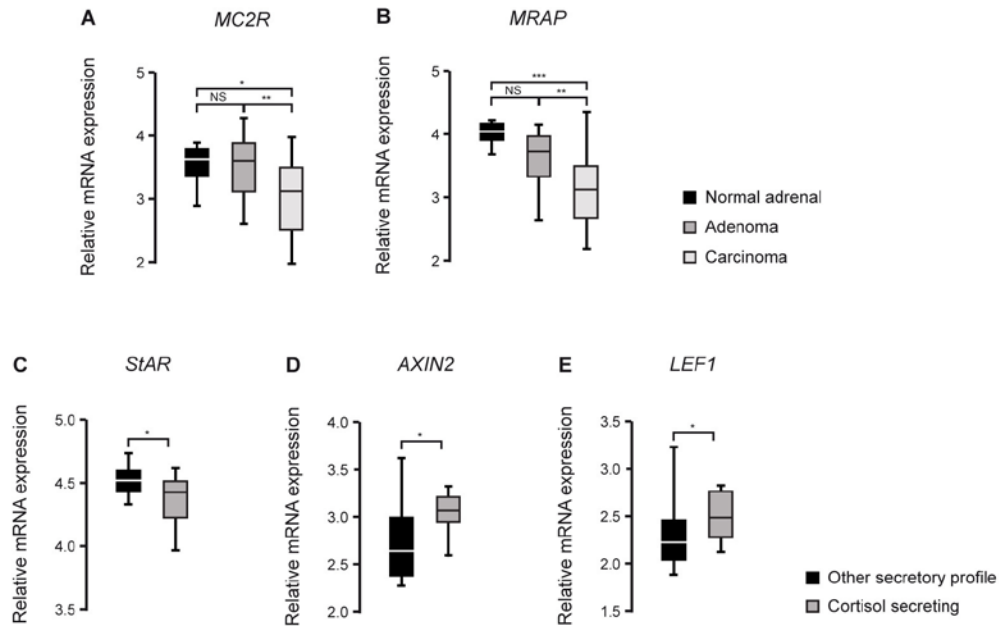 A
MC2R
Relative mRNA expression
5
4
3
2
*
NS
**
B
MRAP
Relative mRNA expression
5
4
3
2
***
NS
**
Normal adrenal
Adenoma
Carcinoma
C
StAR
Relative mRNA expression
5.0
4.5
4.0
3.5
*
D
AXIN2
Relative mRNA expression
4.0
3.5
3.0
2.5
2.0
*
E
LEF1
Relative mRNA expression
3.5
3.0
2.5
2.0
1.5
*
Other secretory profile
Cortisol secreting